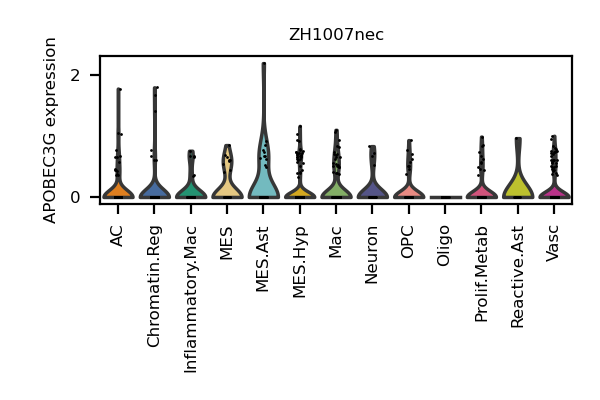 ZH1007nec
APOBEC3G expression
2
0
AC
Chromatin.Reg
Inflammatory.Mac
MES
MES.Ast
MES.Hyp
Mac
Neuron
OPC
Oligo
Prolif.Metab
Reactive.Ast
Vasc